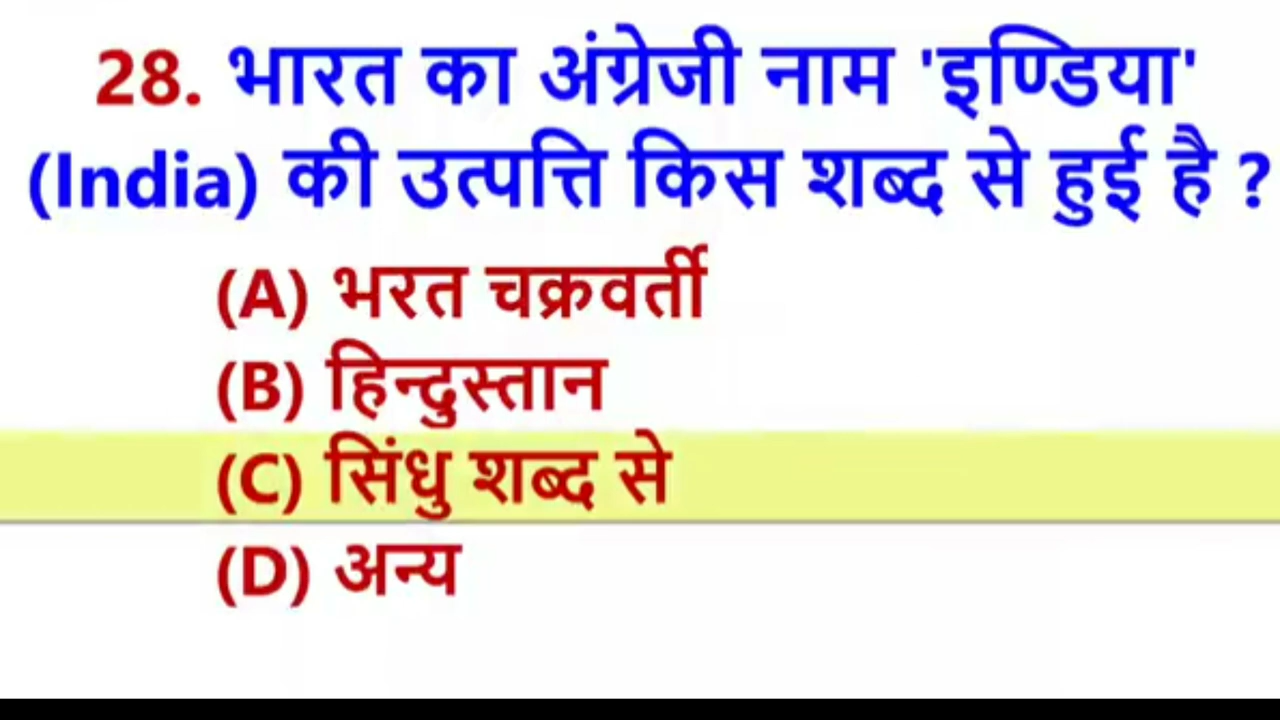 28. भारत का अंग्रेजी नाम 'इण्डिया'
(India) की उत्पत्ति किस शब्द से हुई है ?
(A) भरत चक्रवर्ती
(B) हिन्दुस्तान
(C) सिंधु शब्द से
(D) अन्य